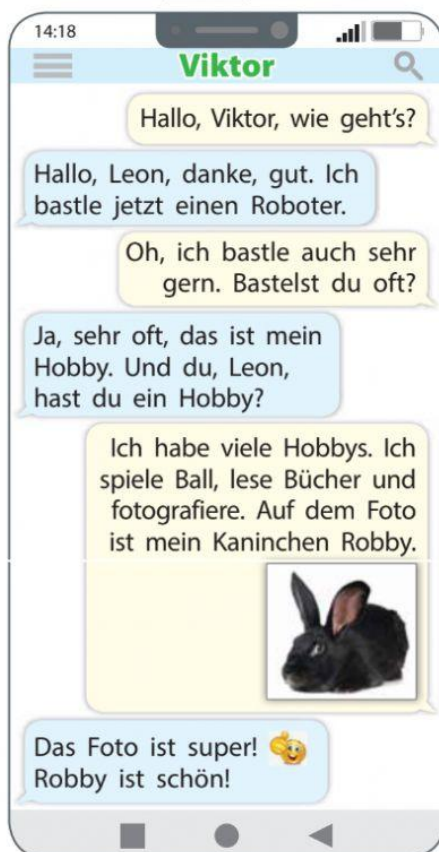 14:18
Viktor
Hallo, Viktor, wie geht's?
Hallo, Leon, danke, gut. Ich
bastle jetzt einen Roboter.
Oh, ich bastle auch sehr
gern. Bastelst du oft?
Ja, sehr oft, das ist mein
Hobby. Und du, Leon,
hast du ein Hobby?
Ich habe viele Hobbys. Ich
spiele Ball, lese Bücher und
fotografiere. Auf dem Foto
ist mein Kaninchen Robby.
Das Foto ist super!
Robby ist schön!